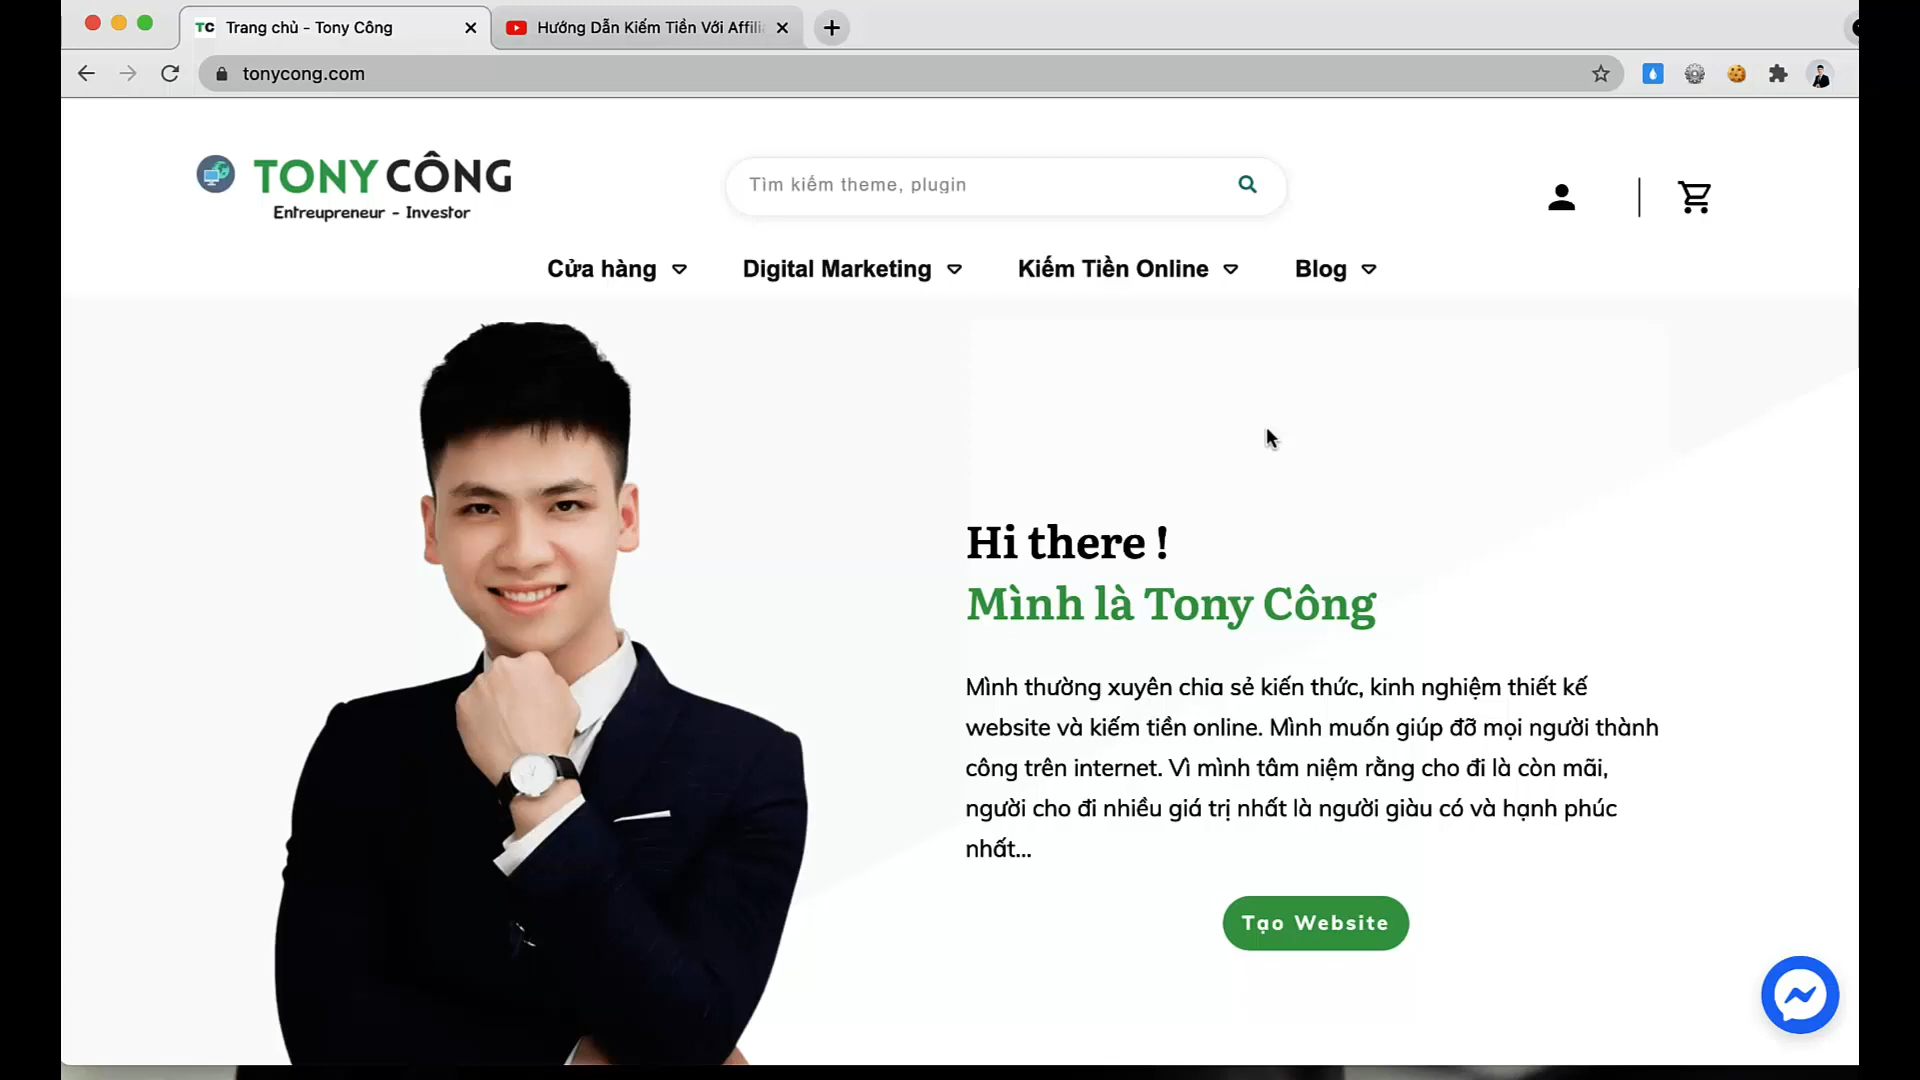 TC Trang chủ - Tony Công
Hướng Dẫn Kiếm Tiền Với Affili
tonycong.com
TONY CÔNG
Entreupreneur - Investor
Tìm kiếm theme, plugin
Cửa hàng
Digital Marketing
Kiếm Tiền Online
Blog
Hi there !
Mình là Tony Công
Mình thường xuyên chia sẻ kiến thức, kinh nghiệm thiết kế
website và kiếm tiền online. Mình muốn giúp đỡ mọi người thành
công trên internet. Vì mình tâm niệm rằng cho đi là còn mãi,
người cho đi nhiều giá trị nhất là người giàu có và hạnh phúc
nhất...
Tạo Website